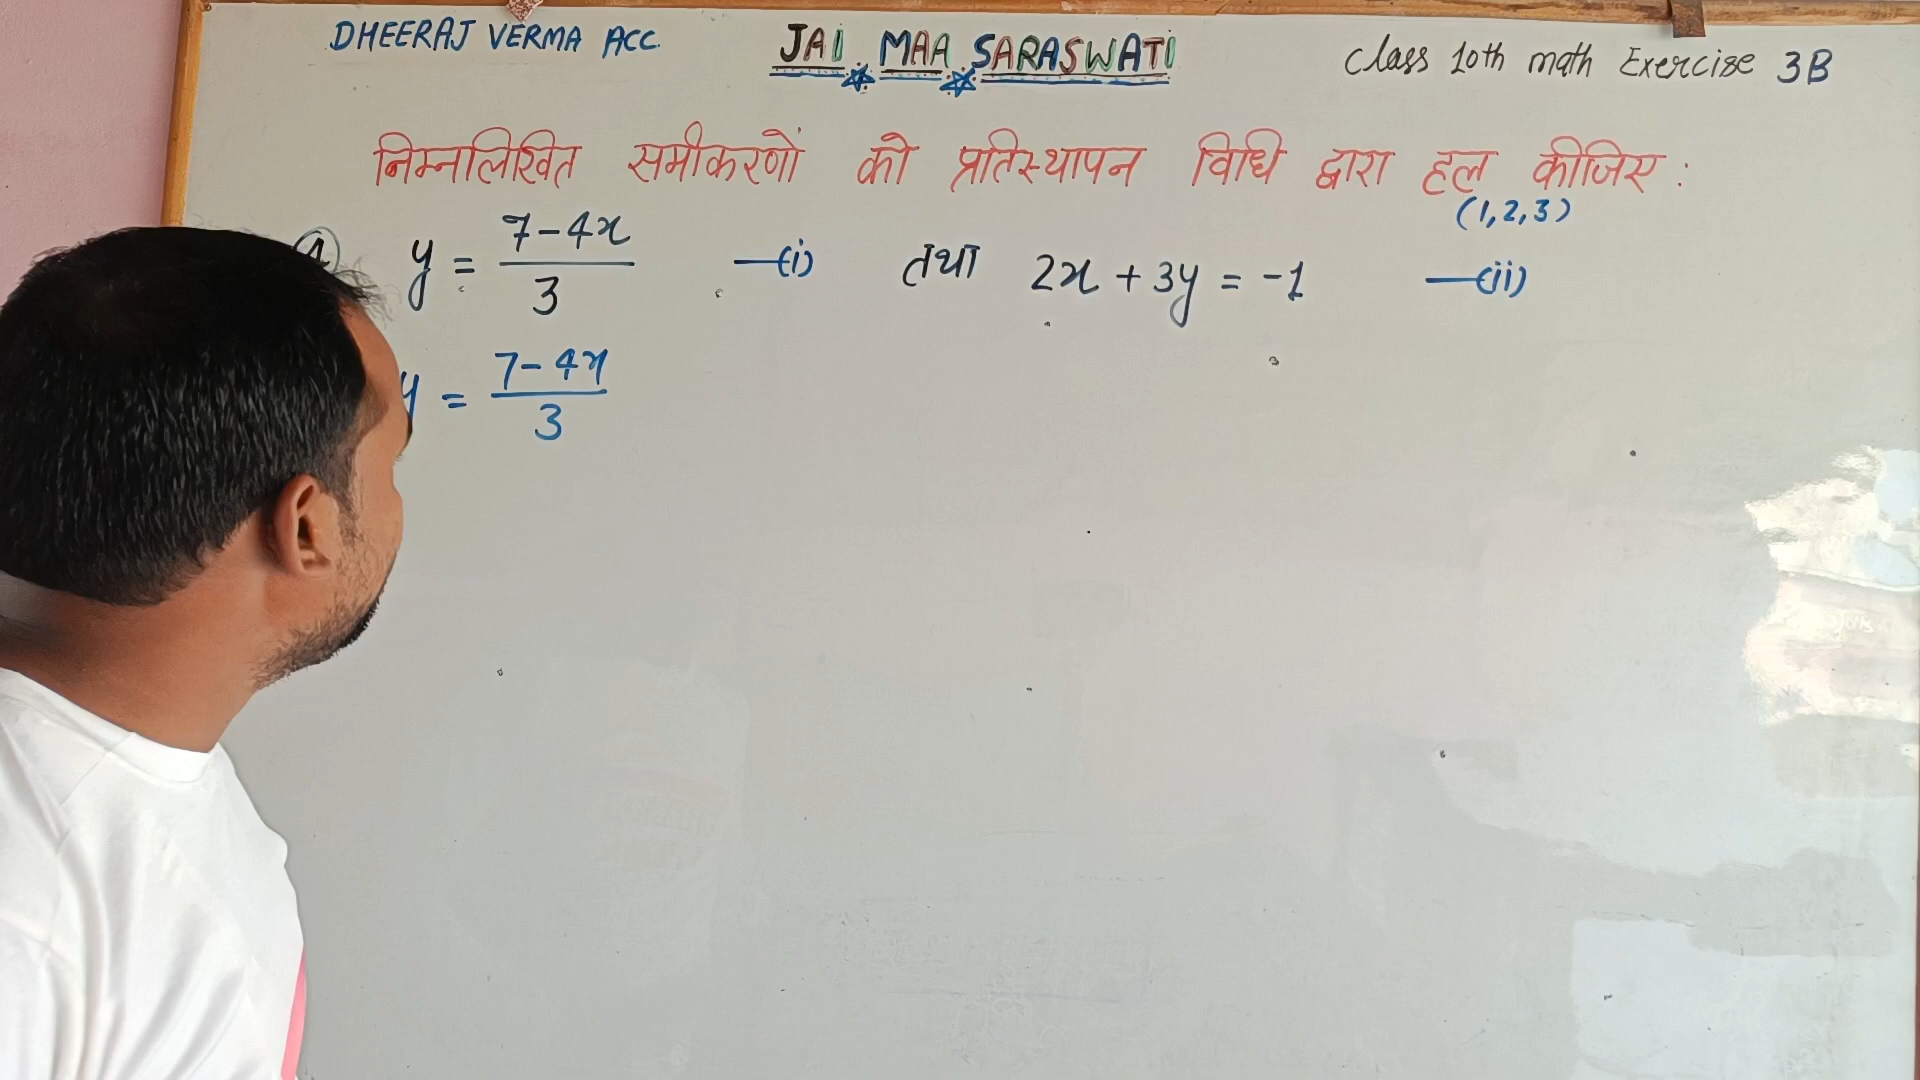 DHEERAJ VERMA ACC.
JAI MAA SARASWATI
Class 10th math Exercise 3B
निम्नलिखित समीकरणों को प्रतिस्थापन विधि द्वारा हल कीजिए :
(1,2,3)
y = 7-4x / 3 —(i) तथा 2x + 3y = -1 —(ii)
y = 7-4x / 3